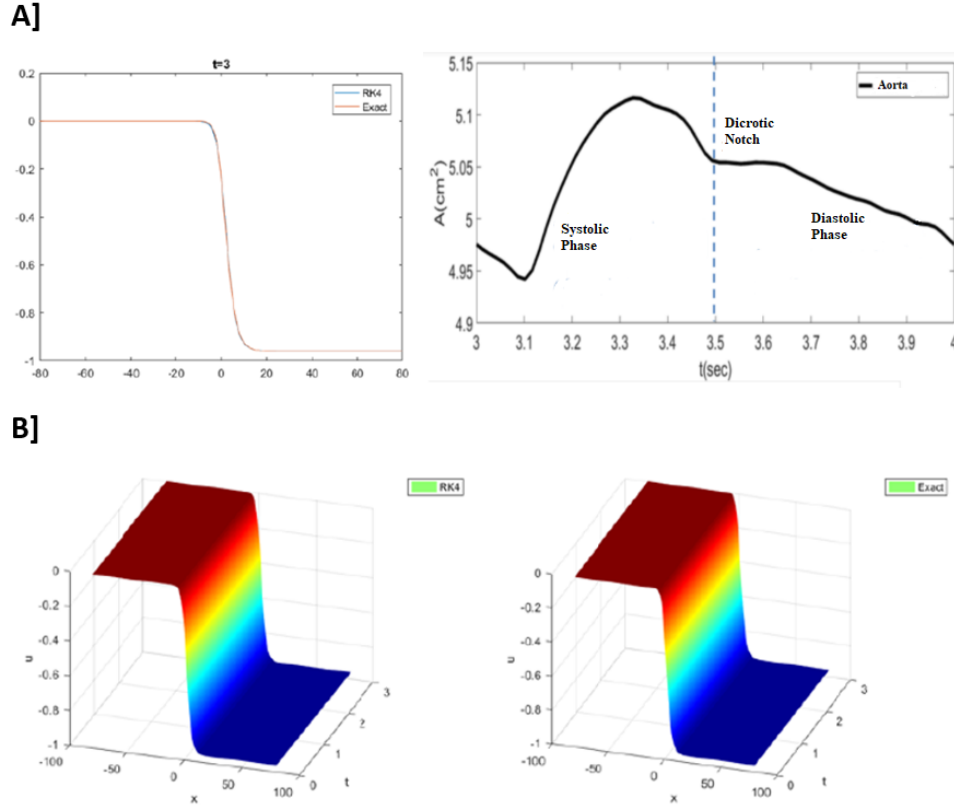 A]
t=3
RK4
Exact
0.2
0
-0.2
-0.4
-0.6
-0.8
-1
-80 -60 -40 -20 0 20 40 60 80
5.15
5.1
5.05
5
4.95
4.9
A(cm²)
Aorta
Dicrotic
Notch
Systolic
Phase
Diastolic
Phase
3 3.1 3.2 3.3 3.4 3.5 3.6 3.7 3.8 3.9 4
t(sec)
B]
RK4
0
-0.2
-0.4
-0.6
-0.8
-1
u
-100 -50 0 50 100
x
0 1 2 3
t
Exact
0
-0.2
-0.4
-0.6
-0.8
-1
u
-100 -50 0 50 100
x
0 1 2 3
t